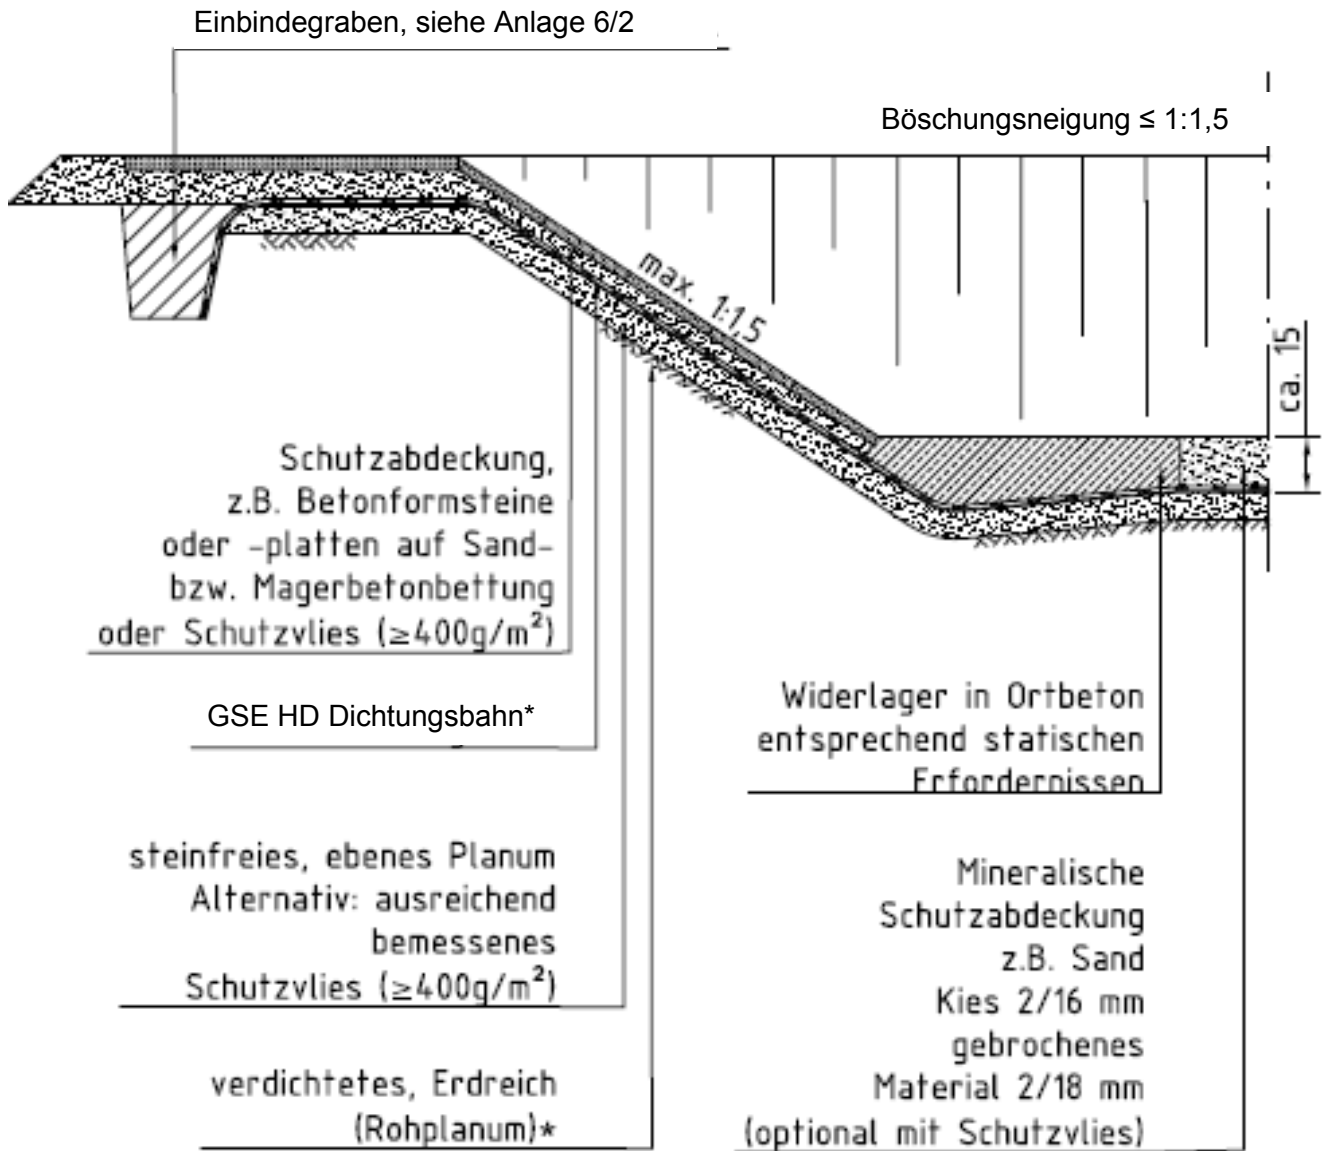 Einbindegraben, siehe Anlage 6/2
Böschungsneigung ≤ 1:1,5
max. 1:1,5
ca. 15
Schutzabdeckung,
z.B. Betonformsteine
oder -platten auf Sand-
bzw. Magerbetonbettung
oder Schutzvlies (≥400g/m²)
GSE HD Dichtungsbahn*
steinfreies, ebenes Planum
Alternativ: ausreichend
bemessenes
Schutzvlies (≥400g/m²)
verdichtetes, Erdreich
(Rohplanum)*
Widerlager in Ortbeton
entsprechend statischen
Erfordernissen
Mineralische
Schutzabdeckung
z.B. Sand
Kies 2/16 mm
gebrochenes
Material 2/18 mm
(optional mit Schutzvlies)